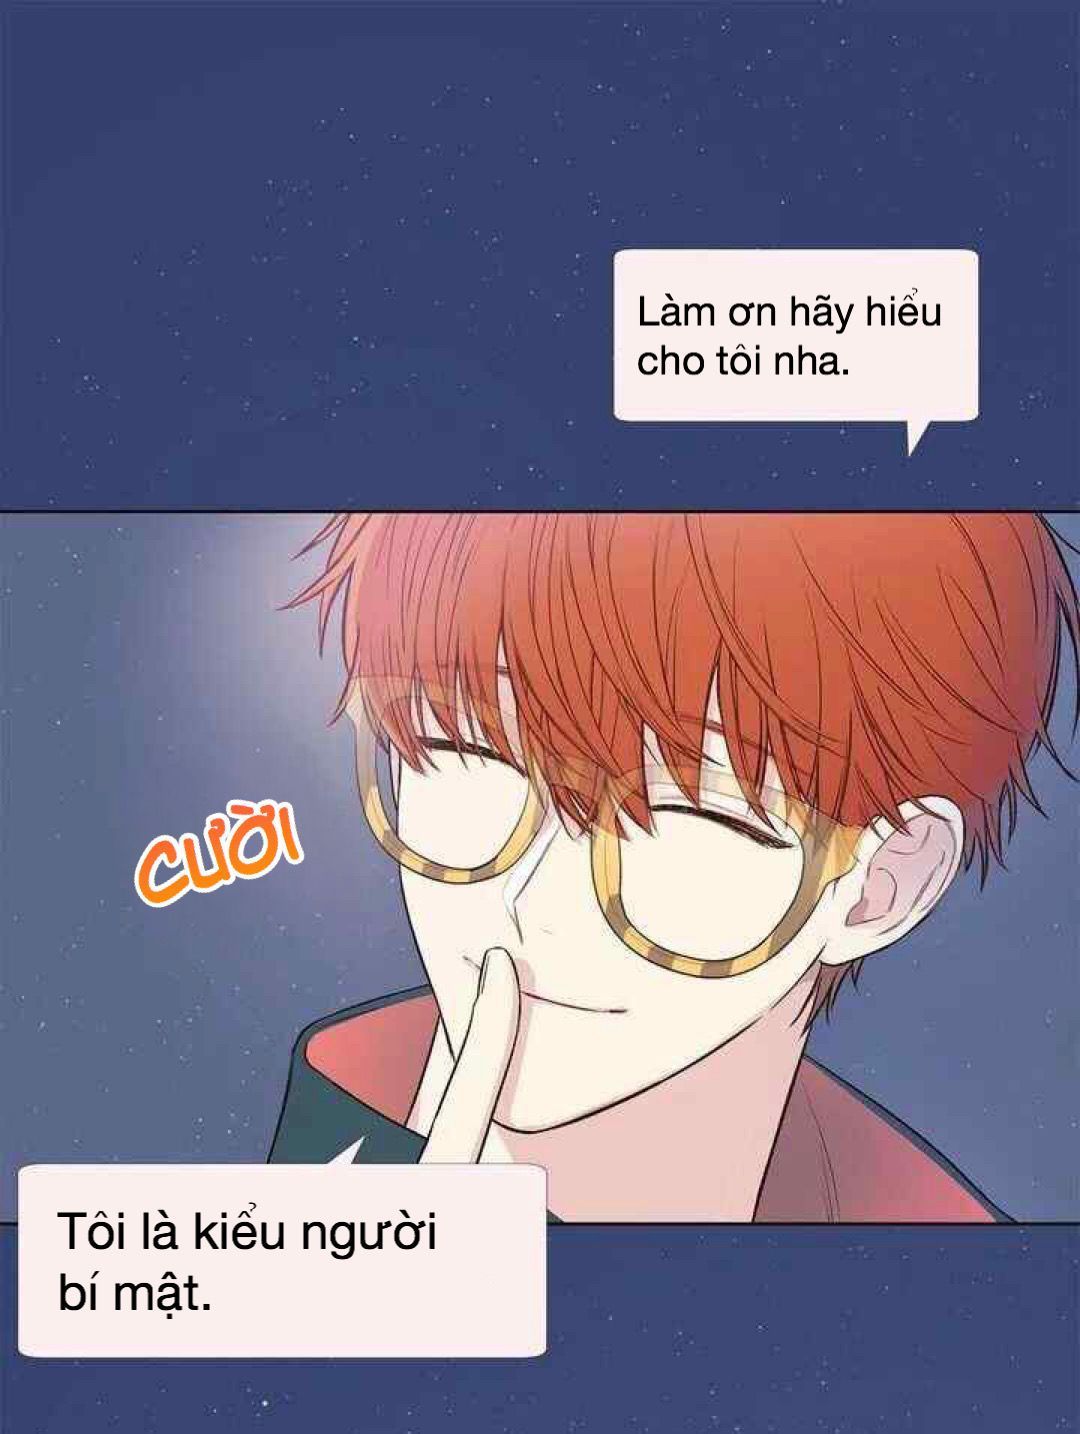 Làm ơn hãy hiểu
cho tôi nha.
CƯỜI
Tôi là kiểu người
bí mật.